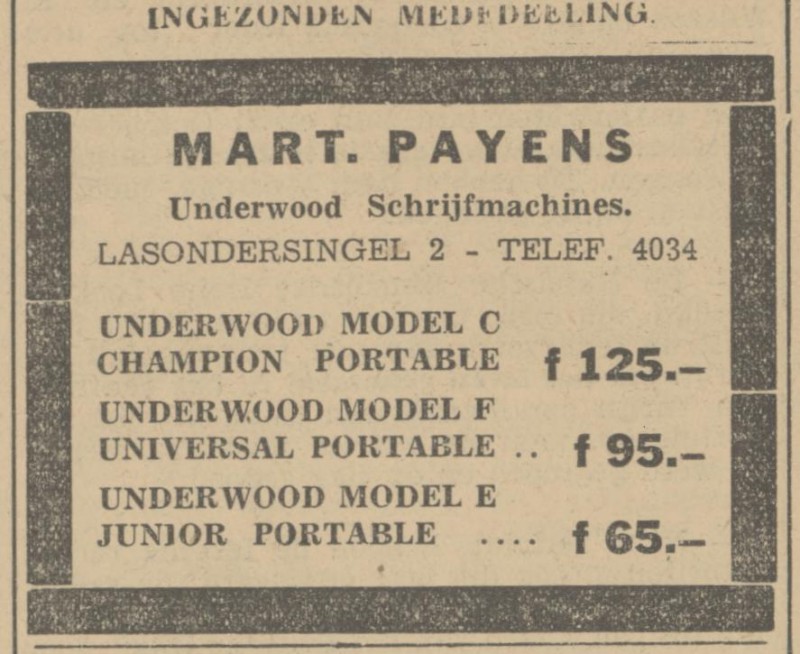 INGEZONDEN MEDEDEELING.
MART. PAYENS
Underwood Schrijfmachines.
LASONDERSINGEL 2 - TELEF. 4034
UNDERWOOD MODEL C
CHAMPION PORTABLE f 125.–
UNDERWOOD MODEL F
UNIVERSAL PORTABLE .. f 95.–
UNDERWOOD MODEL E
JUNIOR PORTABLE .... f 65.–